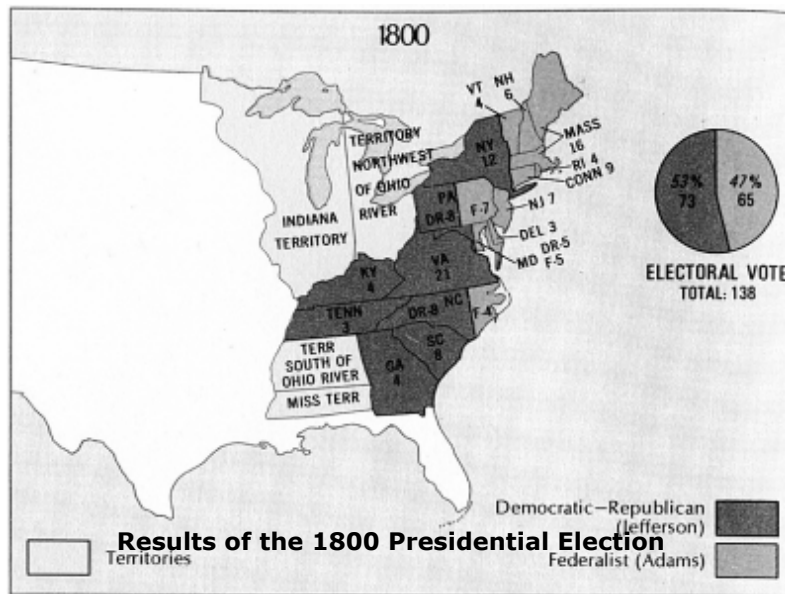 1800
VT
4
NH
6
MASS
16
RI 4
CONN 9
NY
12
TERRITORY
NORTHWEST
OF OHIO
RIVER
INDIANA
TERRITORY
PA
DR-8
F-7
NJ 7
DEL 3
MD
DR-5
F-5
VA
21
KY
4
TENN
3
DR-8
NC
F-4
SC
8
GA
4
TERR
SOUTH OF
OHIO RIVER
MISS TERR
53%
73
47%
65
ELECTORAL VOTE
TOTAL: 138
Democratic-Republican
(Jefferson)
Federalist (Adams)
Territories
Results of the 1800 Presidential Election